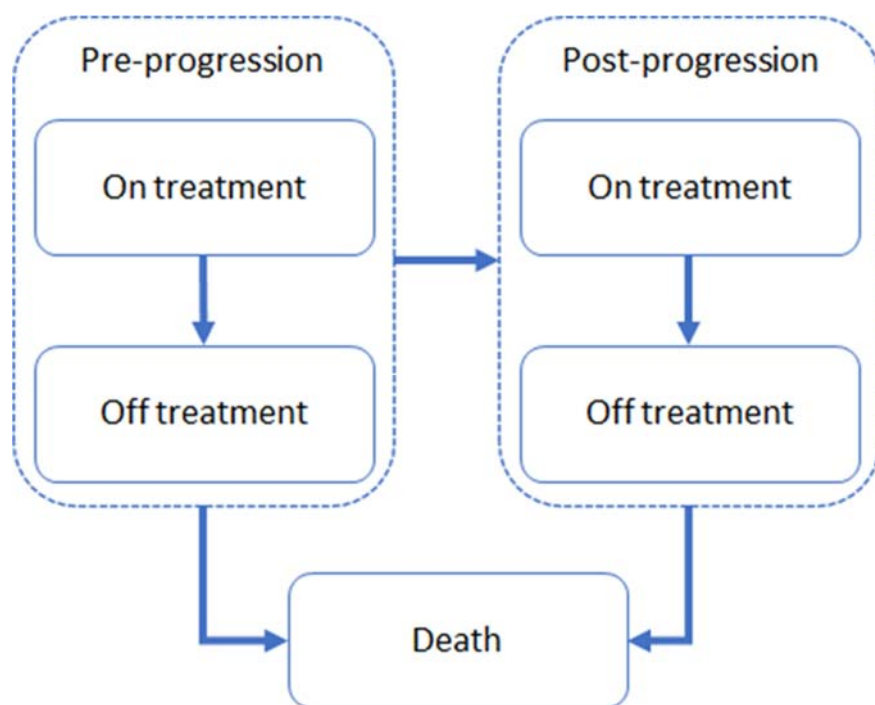 Pre-progression
On treatment
Off treatment
Post-progression
On treatment
Off treatment
Death